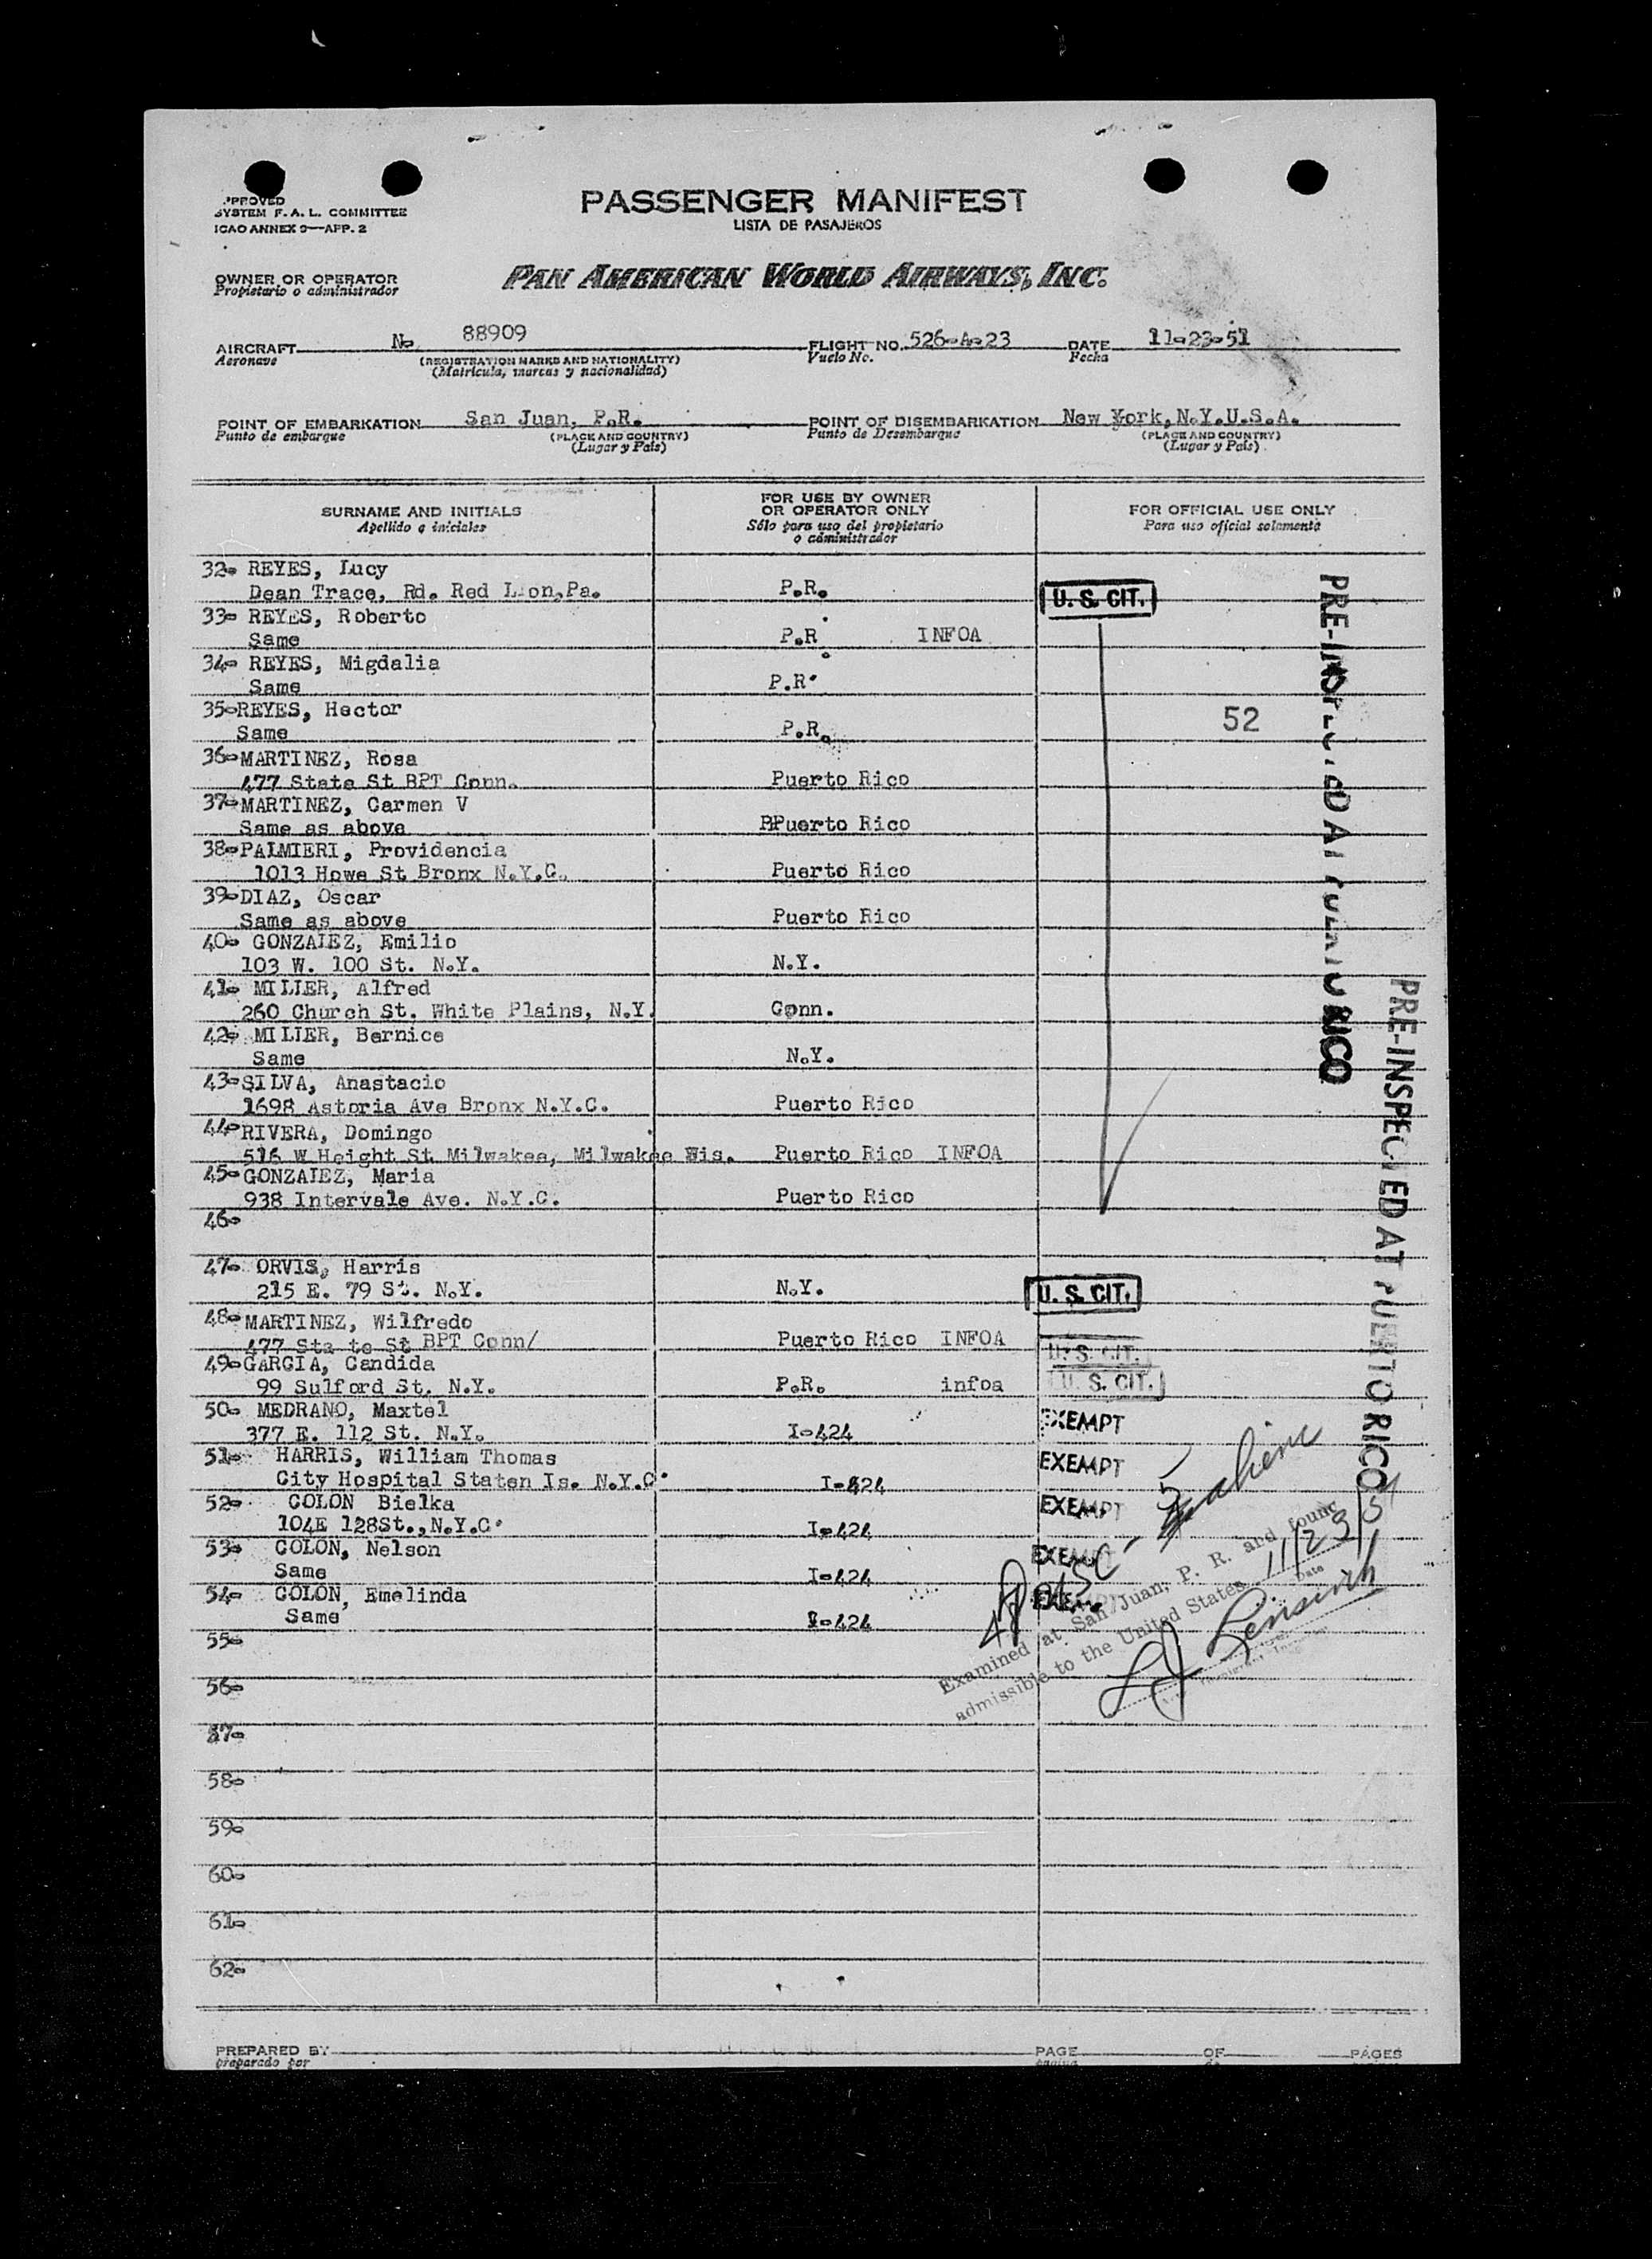 PPROVED
SYSTEM F. A. L. COMMITTEE
ICAO ANNEX 9—APP. 2
PASSENGER MANIFEST
LISTA DE PASAJEROS
OWNER OR OPERATOR
Propietario o administrador
PAN AMERICAN WORLD AIRWAYS, INC.
AIRCRAFT N- 88909 FLIGHT NO. 526-A-23 DATE 11-23-51
Aeronave (REGISTRATION MARKS AND NATIONALITY) Vuelo No. Fecha
(Matricula, marcas y nacionalidad)
POINT OF EMBARKATION San Juan, P.R. POINT OF DISEMBARKATION New York,N.Y.U.S.A.
Punto de embarque (PLACE AND COUNTRY) Punto de Desembarque (PLACE AND COUNTRY)
(Lugar y País) (Lugar y País)
SURNAME AND INITIALS FOR USE BY OWNER OR OPERATOR ONLY FOR OFFICIAL USE ONLY
Apellido e iniciales Sólo para uso del propietario o administrador Para uso oficial solamente
32- REYES, Lucy
Dean Trace, Rd. Red Lion,Pa. P.R. U. S. CIT.
33- REYES, Roberto
Same P.R INFOA
34- REYES, Migdalia
Same P.R.
35-REYES, Hector 52
Same P.R.
36-MARTINEZ, Rosa
477 State St BPT Conn. Puerto Rico
37-MARTINEZ, Carmen V
Same as above PPuerto Rico
38-PALMIERI, Providencia
1013 Howe St Bronx N.Y.C. Puerto Rico
39-DIAZ, Oscar
Same as above Puerto Rico
40- GONZALEZ, Emilio
103 W. 100 St. N.Y. N.Y.
41- MILLER, Alfred
260 Church St. White Plains, N.Y. Conn.
42- MILLER, Bernice
Same N.Y.
43-SILVA, Anastacio
1698 Astoria Ave Bronx N.Y.C. Puerto Rico
44-RIVERA, Domingo
516 W Height St Milwakee, Milwakee Wis. Puerto Rico INFOA
45-GONZALEZ, Maria
938 Intervale Ave. N.Y.C. Puerto Rico
46-
47- ORVIS, Harris
215 E. 79 St. N.Y. N.Y. U. S. CIT.
48-MARTINEZ, Wilfredo
477 Sta te St BPT Conn/ Puerto Rico INFOA U. S. CIT.
49-GARCIA, Candida
99 Sulford St. N.Y. P.R. infoa U. S. CIT.
50- MEDRANO, Maxtel
377 E. 112 St. N.Y. I-424 EXEMPT
51- HARRIS, William Thomas
City Hospital Staten Is. N.Y.C. I-424 EXEMPT
52- COLON Bielka
104E 128St.,N.Y.C. I-424 EXEMPT
53- COLON, Nelson
Same I-424 EXEMPT
54- COLON, Emelinda
Same I-424 EXEMPT
55-
56-
57-
58-
59-
60-
61-
62-
PRE-INSPECTED AT PUERTO RICO
PRE-INSPECTED AT PUERTO RICO
Examined at San Juan, P. R. and found
admissible to the United States 11/23/51
Date
PREPARED BY PAGE OF PAGES
preparado por